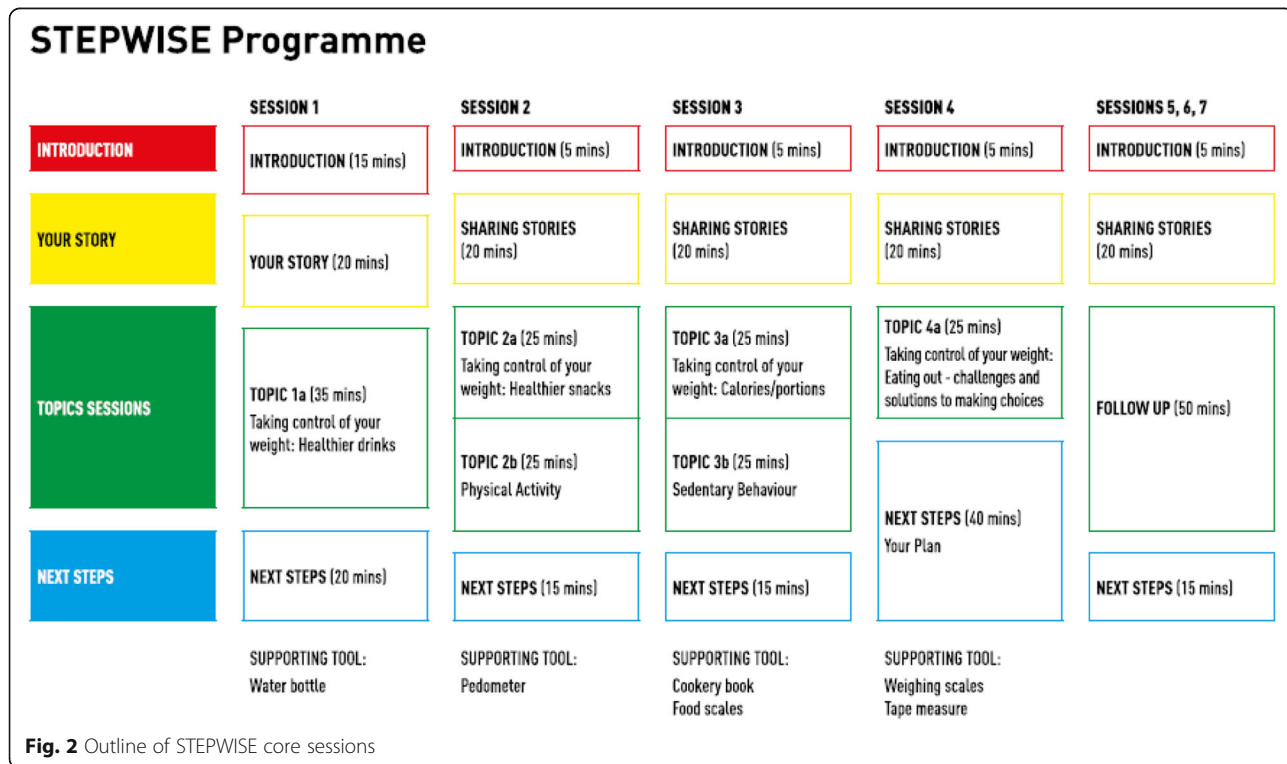 STEPWISE Programme
SESSION 1
SESSION 2
SESSION 3
SESSION 4
SESSIONS 5, 6, 7
INTRODUCTION
INTRODUCTION (15 mins)
INTRODUCTION (5 mins)
INTRODUCTION (5 mins)
INTRODUCTION (5 mins)
INTRODUCTION (5 mins)
YOUR STORY
YOUR STORY (20 mins)
SHARING STORIES
(20 mins)
SHARING STORIES
(20 mins)
SHARING STORIES
(20 mins)
SHARING STORIES
(20 mins)
TOPICS SESSIONS
TOPIC 1a (35 mins)
Taking control of your
weight: Healthier drinks
TOPIC 2a (25 mins)
Taking control of your
weight: Healthier snacks
TOPIC 2b (25 mins)
Physical Activity
TOPIC 3a (25 mins)
Taking control of your
weight: Calories/portions
TOPIC 3b (25 mins)
Sedentary Behaviour
TOPIC 4a (25 mins)
Taking control of your weight:
Eating out - challenges and
solutions to making choices
FOLLOW UP (50 mins)
NEXT STEPS
NEXT STEPS (20 mins)
NEXT STEPS (15 mins)
NEXT STEPS (15 mins)
NEXT STEPS (40 mins)
Your Plan
NEXT STEPS (15 mins)
SUPPORTING TOOL:
Water bottle
SUPPORTING TOOL:
Pedometer
SUPPORTING TOOL:
Cookery book
Food scales
SUPPORTING TOOL:
Weighing scales
Tape measure
Fig. 2 Outline of STEPWISE core sessions